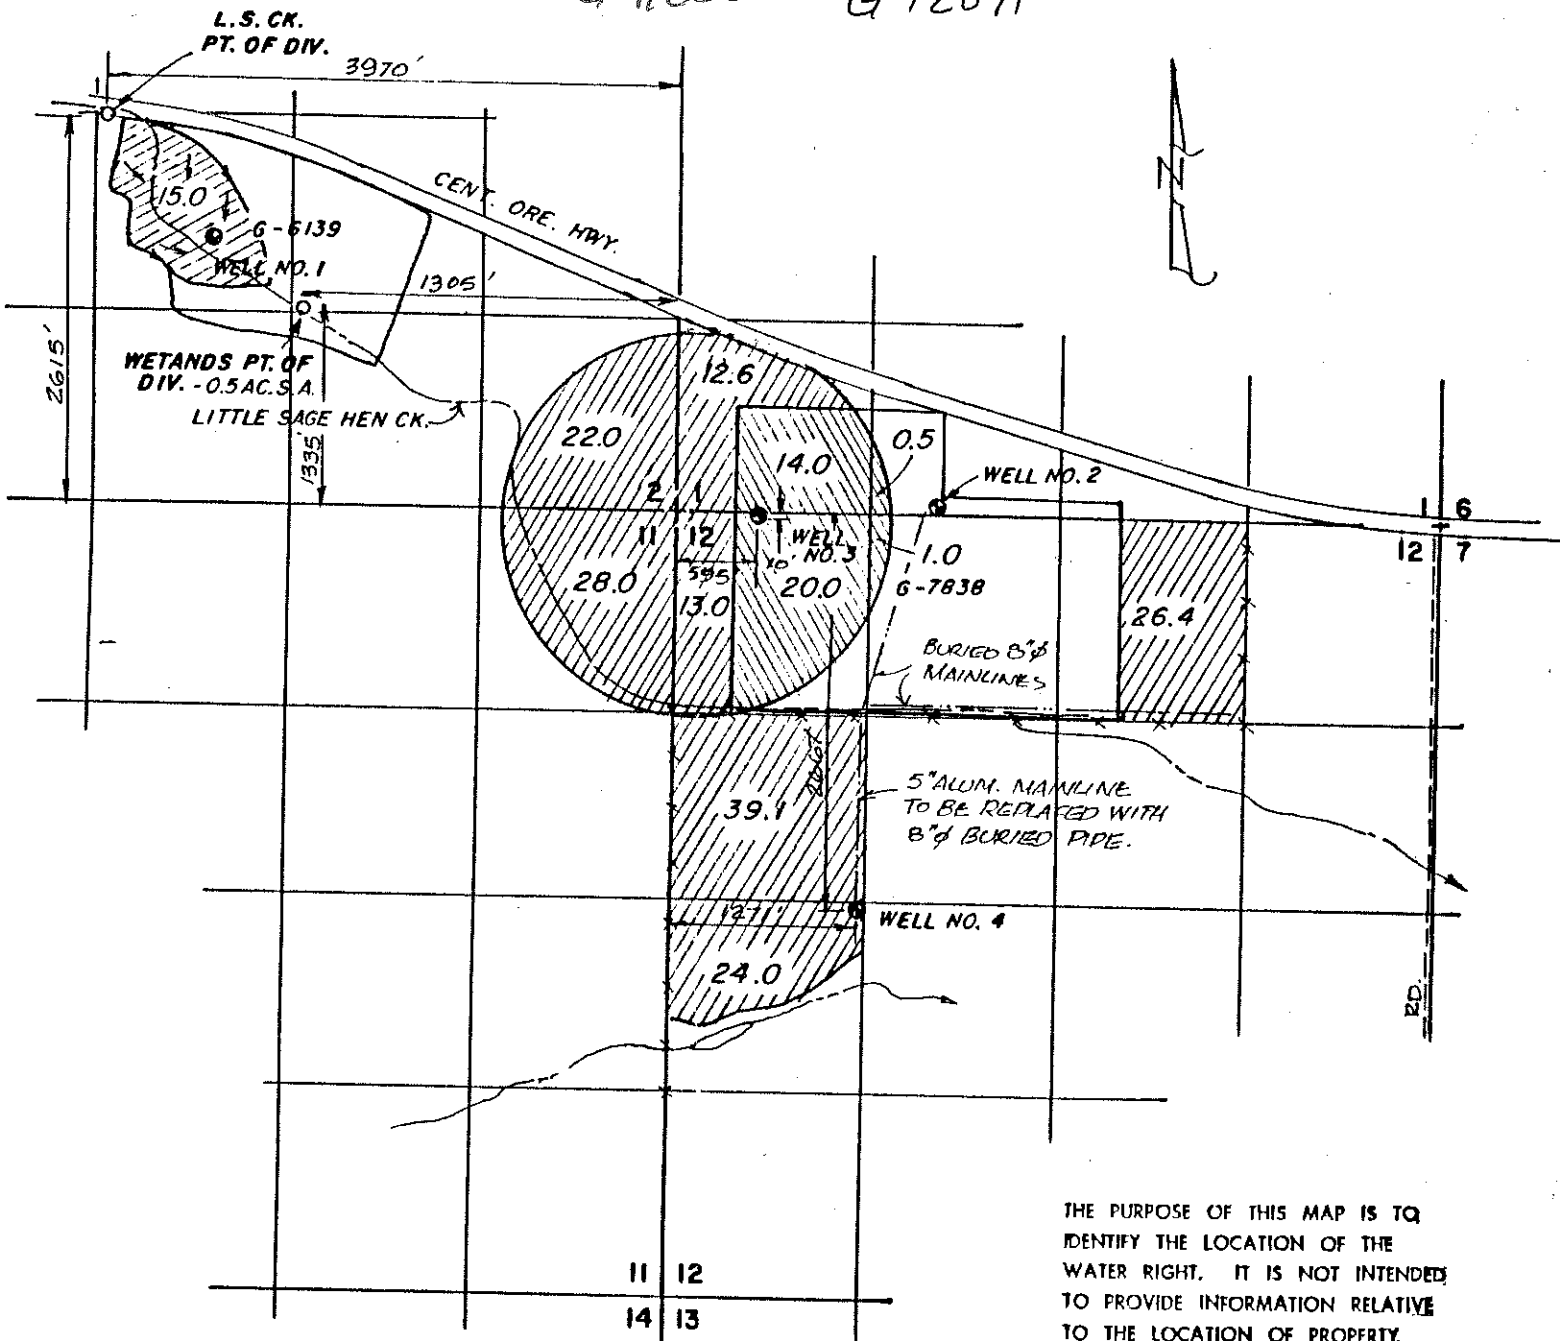 L.S. CK.
PT. OF DIV.
3970'
CENT. ORE. HWY.
15.0
G-6139
WELL NO. 1
1305'
2615'
WETANDS PT. OF
DIV. - 0.5 AC. S.A.
LITTLE SAGE HEN CK.
1335'
N
12.6
22.0
14.0
0.5
WELL NO. 2
2 1
11 12
1 6
12 7
WELL
NO. 3
595
10'
1.0
G-7838
28.0
13.0
20.0
26.4
BURIED 8"φ
MAINLINES
39.1
5" ALUM. MAINLINE
TO BE REPLACED WITH
8"φ BURIED PIPE.
1271'
WELL NO. 4
24.0
RD.
11 12
14 13
THE PURPOSE OF THIS MAP IS TO
IDENTIFY THE LOCATION OF THE
WATER RIGHT. IT IS NOT INTENDED
TO PROVIDE INFORMATION RELATIVE
TO THE LOCATION OF PROPERTY